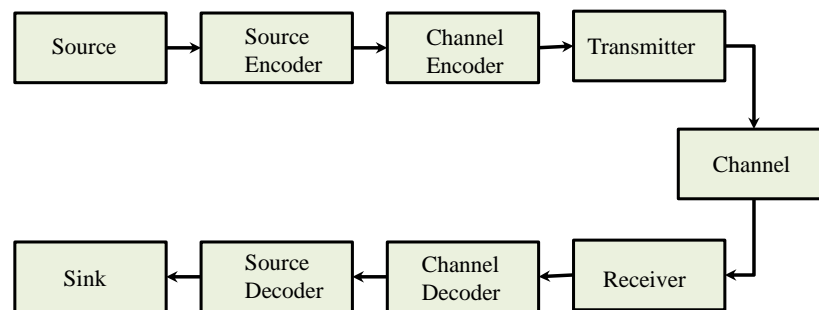 Source
Source
Encoder
Channel
Encoder
Transmitter
Channel
Sink
Source
Decoder
Channel
Decoder
Receiver